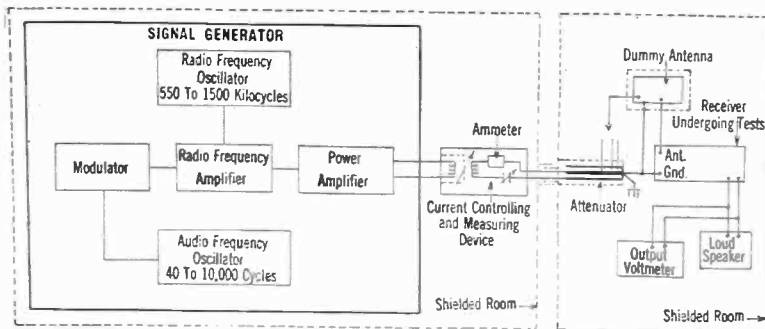 SIGNAL GENERATOR
Radio Frequency
Oscillator
550 To 1500 Kilocycles
Modulator
Radio Frequency
Amplifier
Power
Amplifier
Audio Frequency
Oscillator
40 To 10,000 Cycles
Ammeter
Current Controlling
and Measuring
Device
Shielded Room
Dummy Antenna
Receiver
Undergoing Tests
Ant.
Gnd.
Attenuator
Output
Voltmeter
Loud
Speaker
Shielded Room